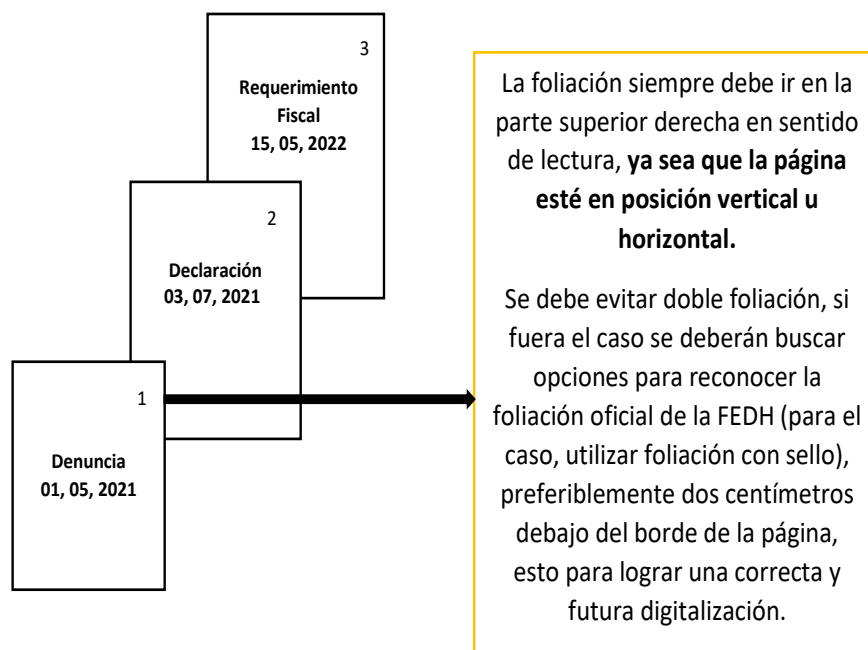 3
Requerimiento
Fiscal
15, 05, 2022
2
Declaración
03, 07, 2021
1
Denuncia
01, 05, 2021
La foliación siempre debe ir en la
parte superior derecha en sentido
de lectura, ya sea que la página
esté en posición vertical u
horizontal.
Se debe evitar doble foliación, si
fuera el caso se deberán buscar
opciones para reconocer la
foliación oficial de la FEDH (para el
caso, utilizar foliación con sello),
preferiblemente dos centímetros
debajo del borde de la página,
esto para lograr una correcta y
futura digitalización.